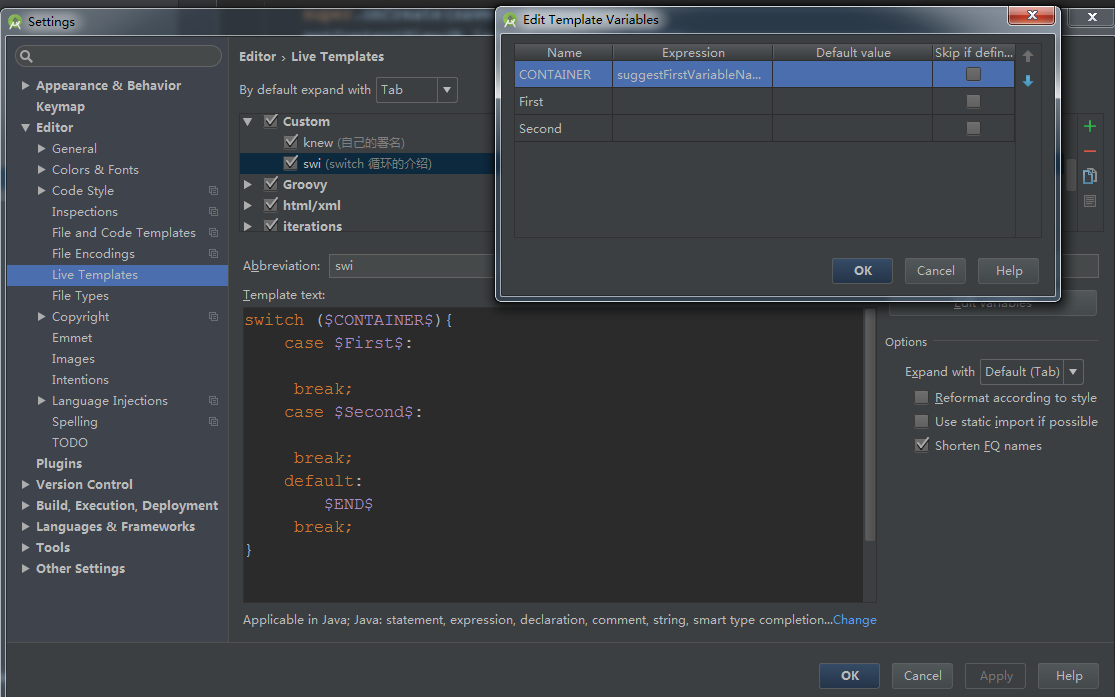 Settings
Appearance & Behavior
Keymap
Editor
General
Colors & Fonts
Code Style
Inspections
File and Code Templates
File Encodings
Live Templates
File Types
Copyright
Emmet
Images
Intentions
Language Injections
Spelling
TODO
Plugins
Version Control
Build, Execution, Deployment
Languages & Frameworks
Tools
Other Settings
Editor › Live Templates
By default expand with Tab
Custom
knew (自己的署名)
swi (switch 循环的介绍)
Groovy
html/xml
iterations
Abbreviation: swi
Template text:
switch ($CONTAINER$){
case $First$:
break;
case $Second$:
break;
default:
$END$
break;
}
Applicable in Java; Java: statement, expression, declaration, comment, string, smart type completion...Change
Edit variables
Options
Expand with Default (Tab)
Reformat according to style
Use static import if possible
Shorten FQ names
OK Cancel Apply Help
Edit Template Variables
Name Expression Default value Skip if defin...
CONTAINER suggestFirstVariableNa...
First
Second
OK Cancel Help